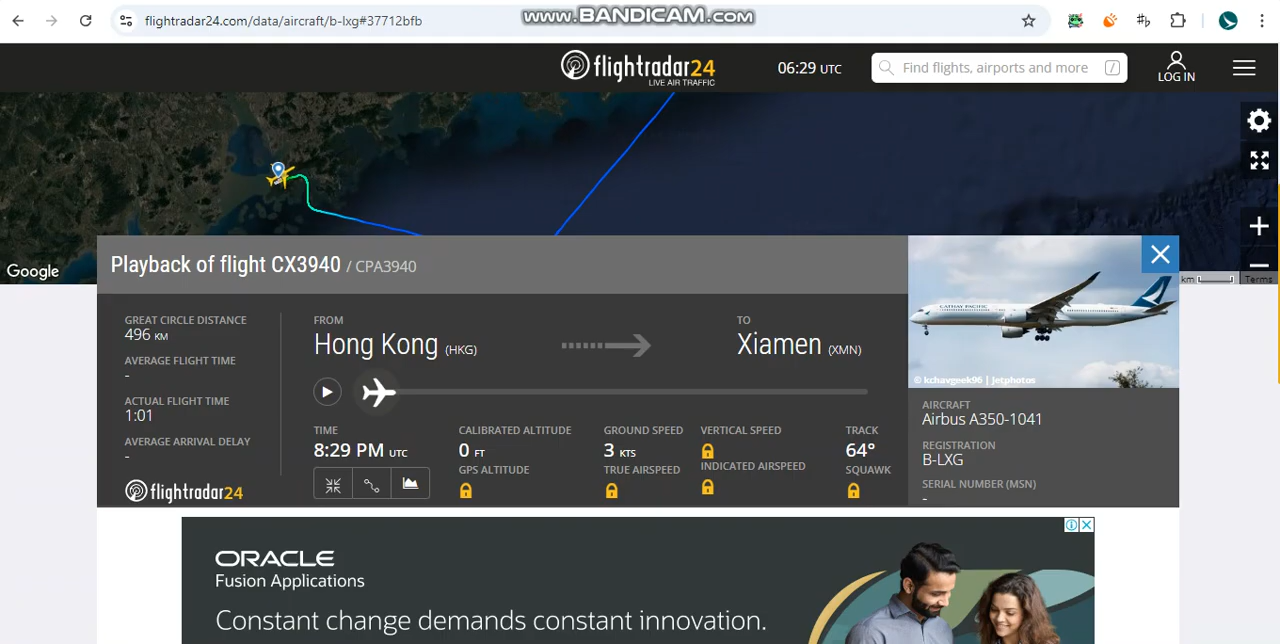 flightradar24.com/data/aircraft/b-lxg#37712bfb
www.BANDICAM.com
flightradar24
LIVE AIR TRAFFIC
06:29 UTC
Find flights, airports and more /
LOG IN
Google
km
Terms
Playback of flight CX3940 / CPA3940
GREAT CIRCLE DISTANCE
496 KM
AVERAGE FLIGHT TIME
-
ACTUAL FLIGHT TIME
1:01
AVERAGE ARRIVAL DELAY
-
flightradar24
FROM
Hong Kong (HKG)
TO
Xiamen (XMN)
TIME
8:29 PM UTC
CALIBRATED ALTITUDE
0 FT
GPS ALTITUDE
GROUND SPEED
3 KTS
TRUE AIRSPEED
VERTICAL SPEED
INDICATED AIRSPEED
TRACK
64°
SQUAWK
CATHAY PACIFIC
© kchavgeek96 | Jetphotos
AIRCRAFT
Airbus A350-1041
REGISTRATION
B-LXG
SERIAL NUMBER (MSN)
-
ORACLE
Fusion Applications
Constant change demands constant innovation.